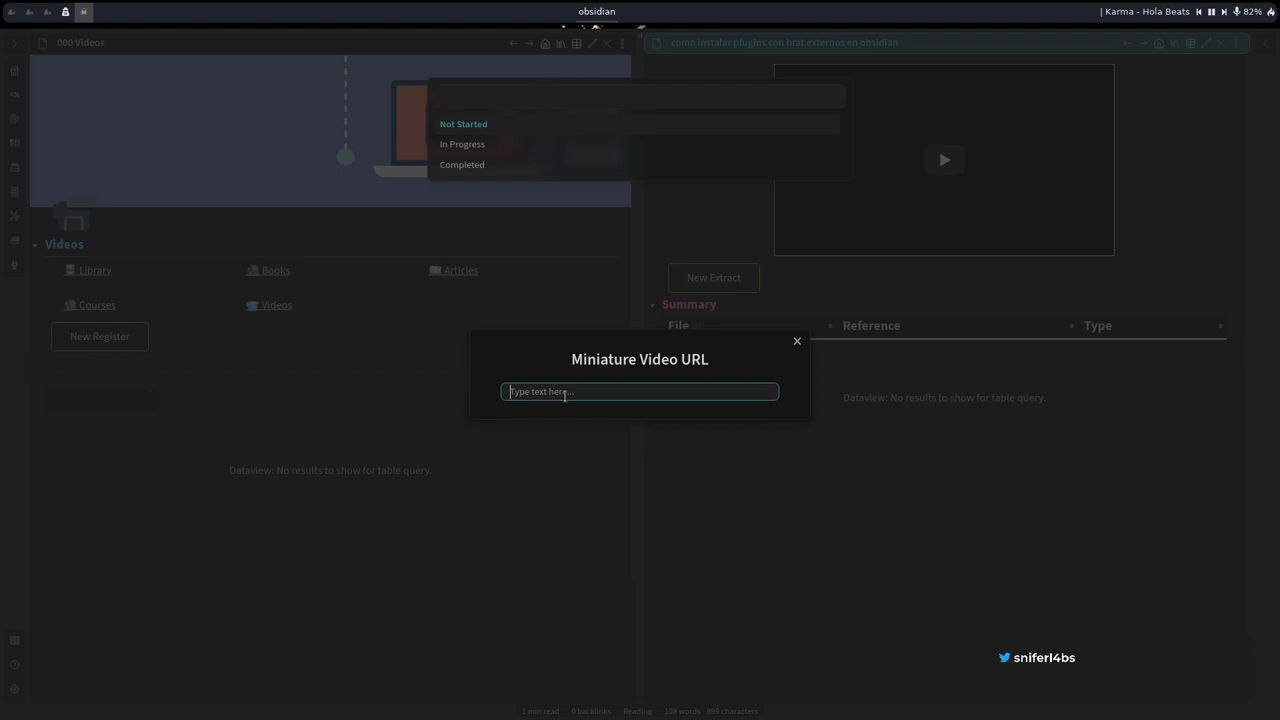 obsidian
| Karma - Hola Beats
82%
000 Videos
como instalar plugins con brat externos en obsidian
Not Started
In Progress
Completed
Videos
Library
Books
Articles
Courses
Videos
New Register
New Extract
Summary
File
Reference
Type
Miniature Video URL
Type text here...
Dataview: No results to show for table query.
Dataview: No results to show for table query.
sniferl4bs
1 min read
0 backlinks
Reading
108 words
899 characters